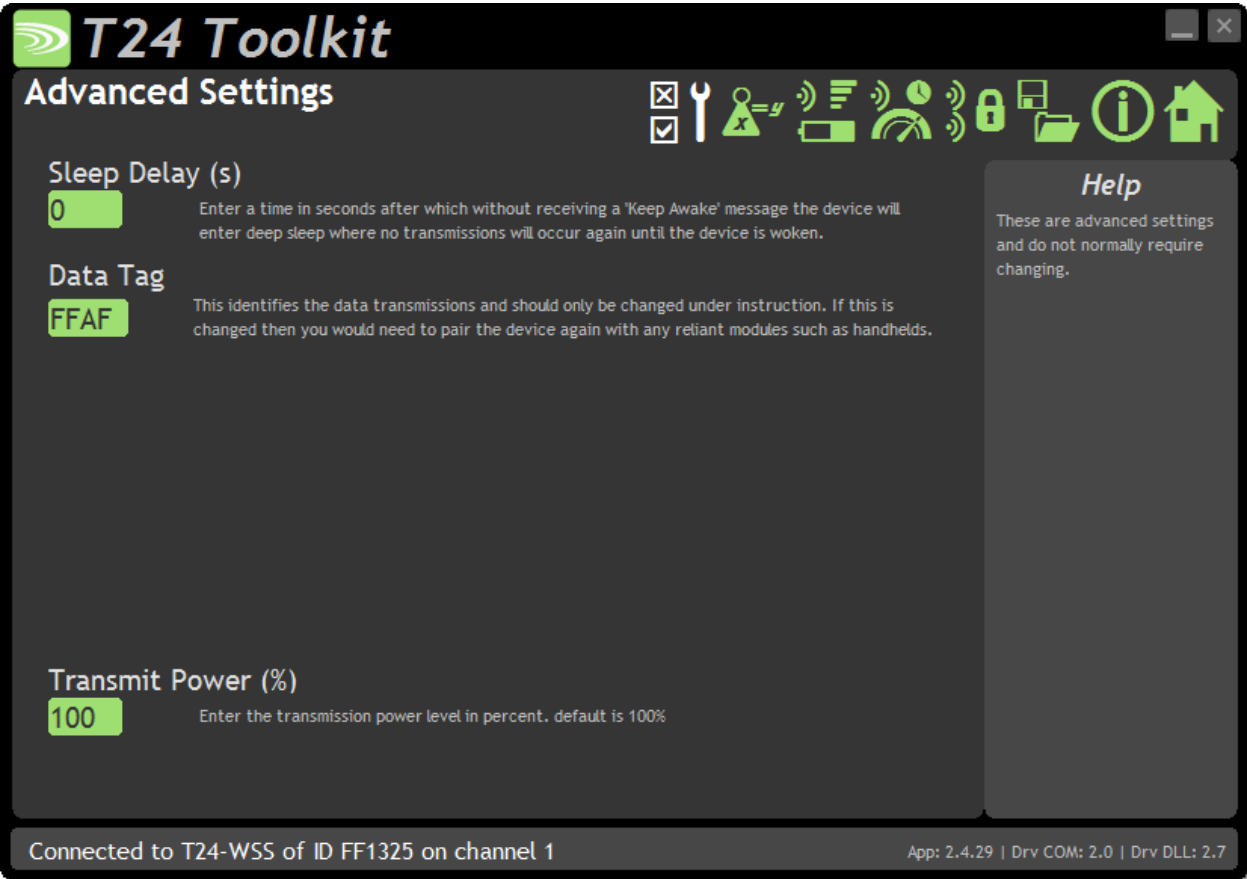 T24 Toolkit
Advanced Settings
x=y
Sleep Delay (s)
0
Enter a time in seconds after which without receiving a 'Keep Awake' message the device will
enter deep sleep where no transmissions will occur again until the device is woken.
Data Tag
FFAF
This identifies the data transmissions and should only be changed under instruction. If this is
changed then you would need to pair the device again with any reliant modules such as handhelds.
Transmit Power (%)
100
Enter the transmission power level in percent. default is 100%
Help
These are advanced settings
and do not normally require
changing.
Connected to T24-WSS of ID FF1325 on channel 1
App: 2.4.29 | Drv COM: 2.0 | Drv DLL: 2.7